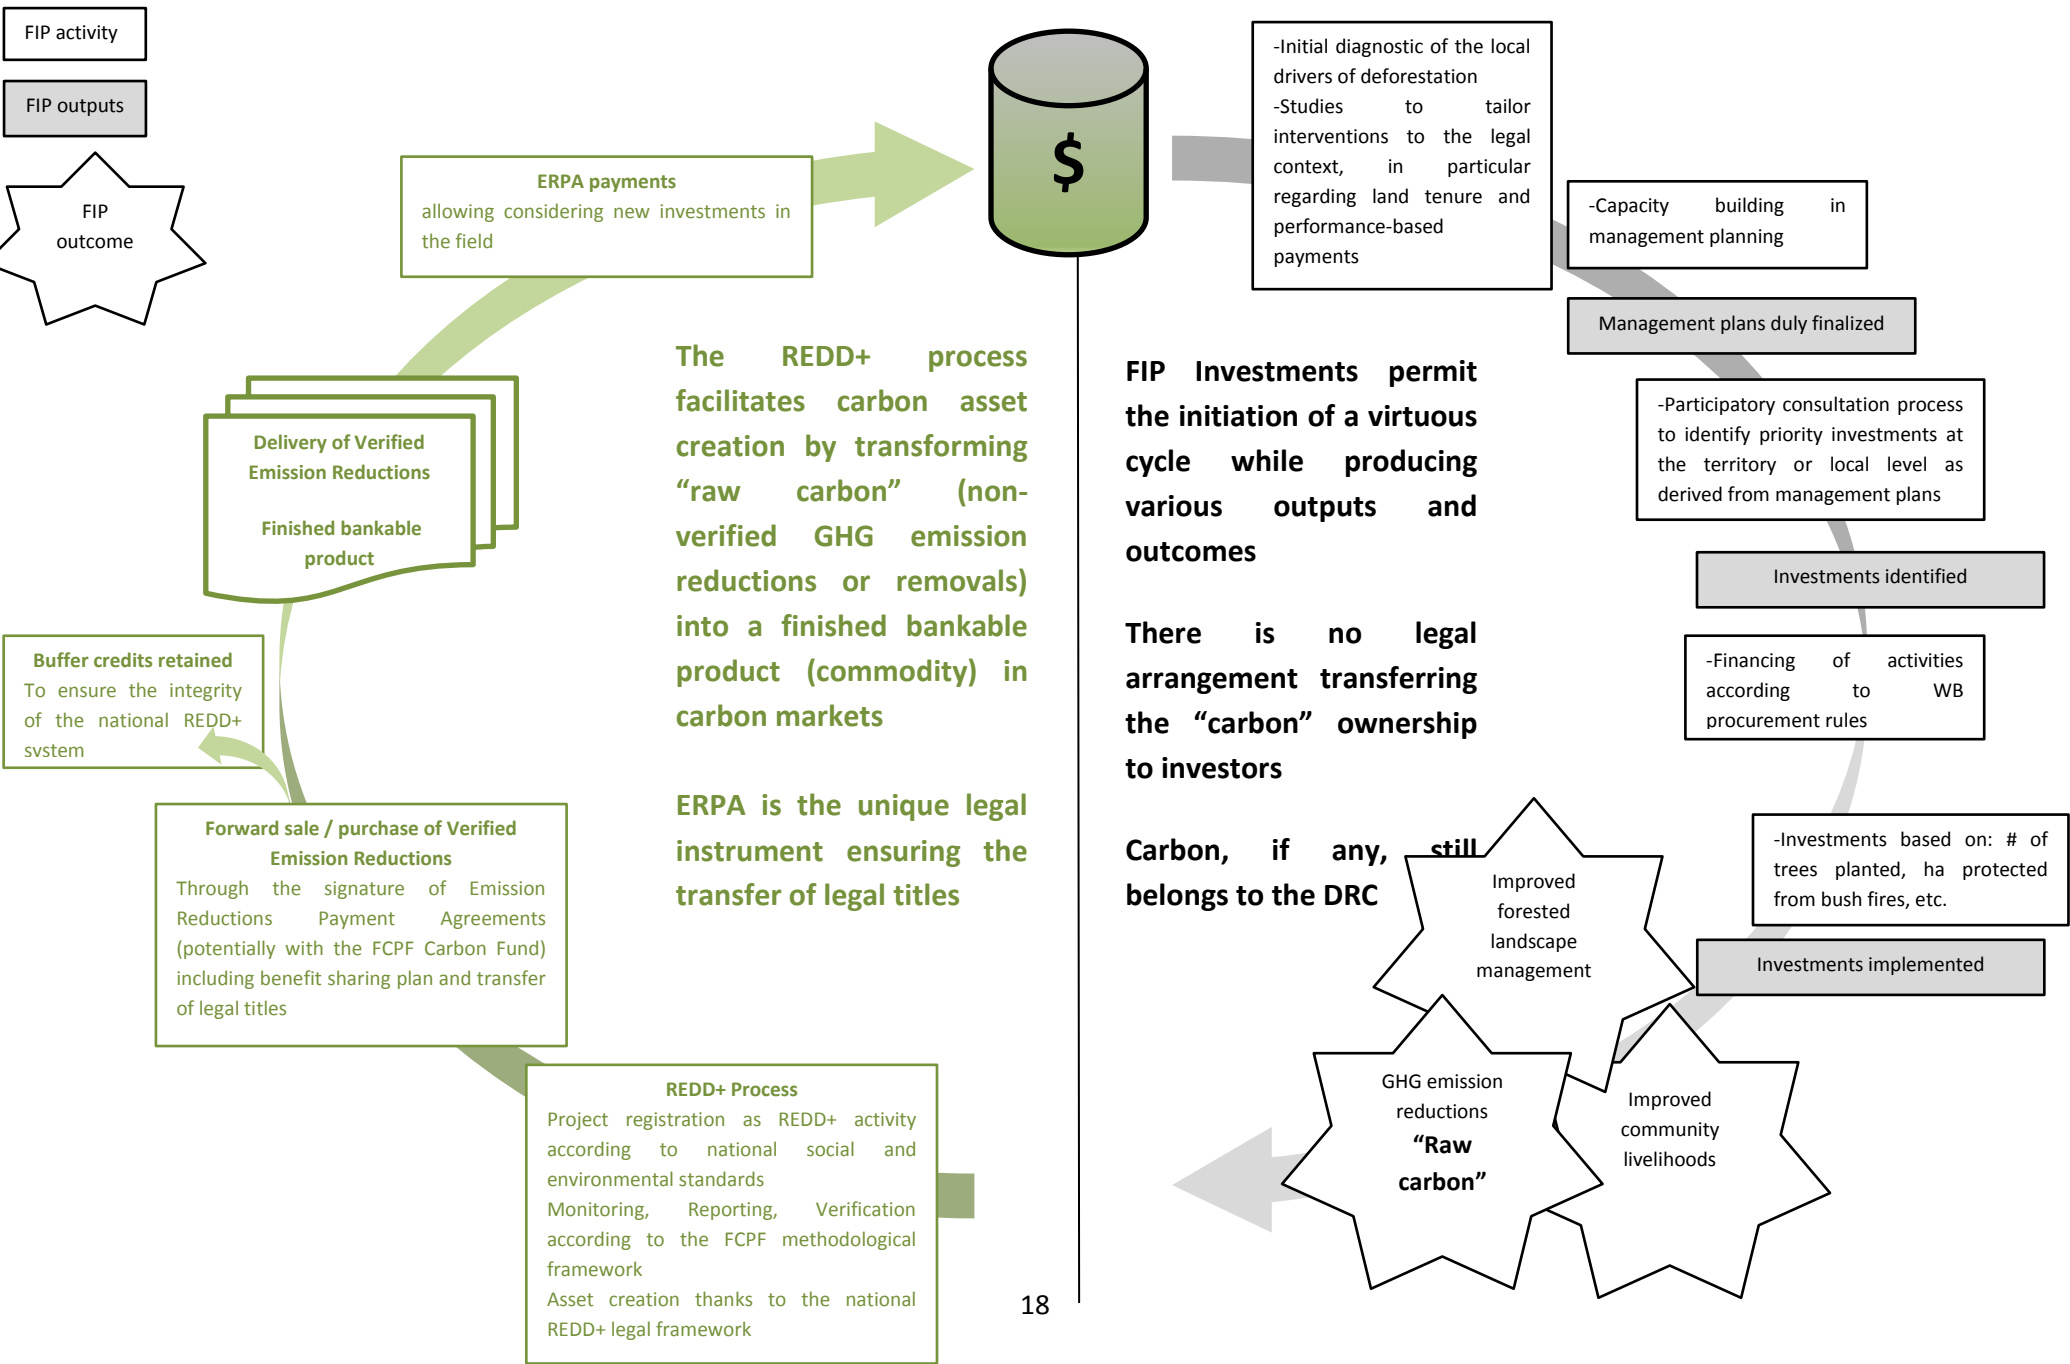 FIP activity
FIP outputs
FIP
outcome
ERPA payments
allowing considering new investments in
the field
$
-Initial diagnostic of the local
drivers of deforestation
-Studies to tailor
interventions to the legal
context, in particular
regarding land tenure and
performance-based
payments
-Capacity building in
management planning
Management plans duly finalized
-Participatory consultation process
to identify priority investments at
the territory or local level as
derived from management plans
Investments identified
-Financing of activities
according to WB
procurement rules
-Investments based on: # of
trees planted, ha protected
from bush fires, etc.
Investments implemented
The REDD+ process
facilitates carbon asset
creation by transforming
“raw carbon” (non-
verified GHG emission
reductions or removals)
into a finished bankable
product (commodity) in
carbon markets
ERPA is the unique legal
instrument ensuring the
transfer of legal titles
FIP Investments permit
the initiation of a virtuous
cycle while producing
various outputs and
outcomes
There is no legal
arrangement transferring
the “carbon” ownership
to investors
Carbon, if any, still
belongs to the DRC
Improved
forested
landscape
management
GHG emission
reductions
“Raw
carbon”
Improved
community
livelihoods
Delivery of Verified
Emission Reductions
Finished bankable
product
Buffer credits retained
To ensure the integrity
of the national REDD+
system
Forward sale / purchase of Verified
Emission Reductions
Through the signature of Emission
Reductions Payment Agreements
(potentially with the FCPF Carbon Fund)
including benefit sharing plan and transfer
of legal titles
REDD+ Process
Project registration as REDD+ activity
according to national social and
environmental standards
Monitoring, Reporting, Verification
according to the FCPF methodological
framework
Asset creation thanks to the national
REDD+ legal framework
18